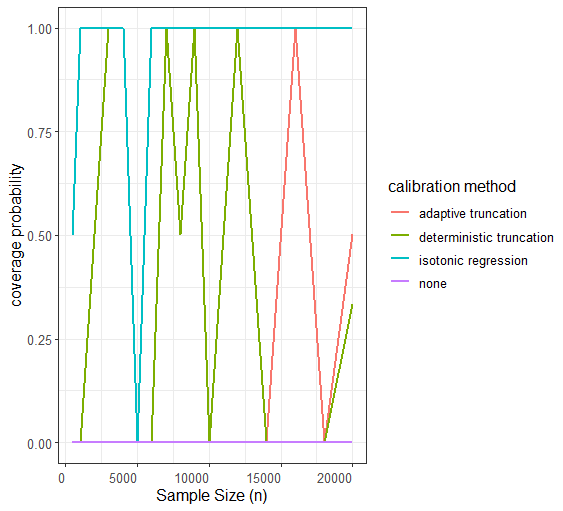 1.00
0.75
0.50
0.25
0.00
coverage probability
0 5000 10000 15000 20000
Sample Size (n)
calibration method
adaptive truncation
deterministic truncation
isotonic regression
none